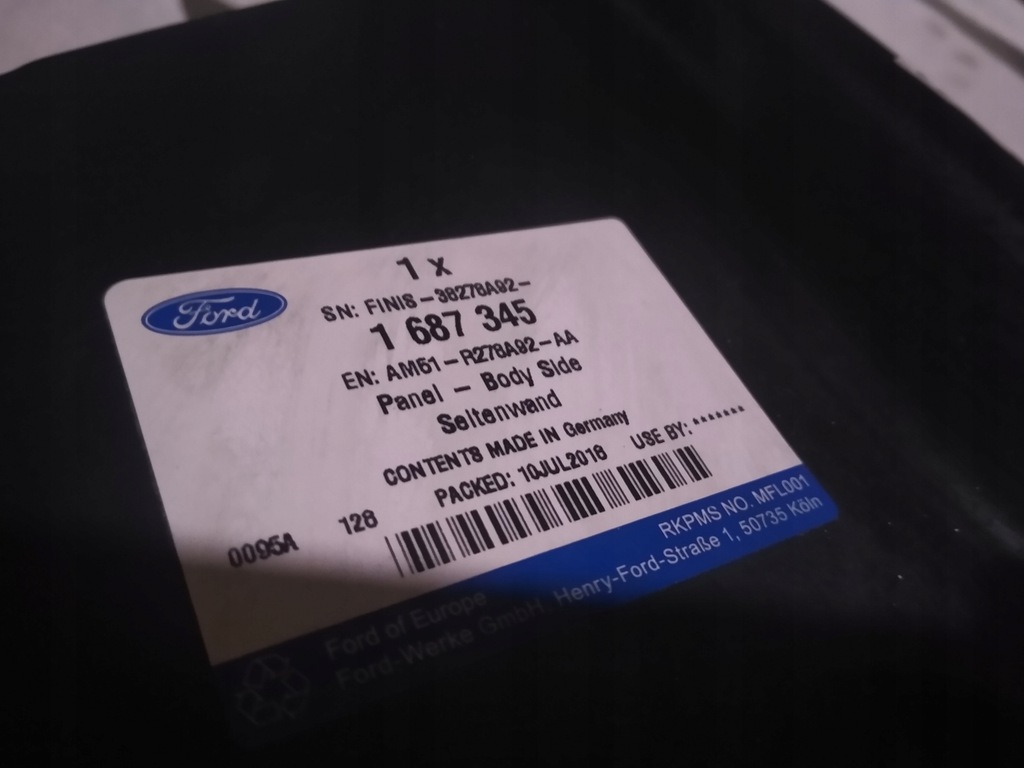 Ford
1 x
SN: FINIS-38278A92-
1 687 345
EN: AM51-R278A92-AA
Panel - Body Side
Seitenwand
CONTENTS MADE IN Germany
PACKED: 10JUL2018 USE BY: *******
0095A 128
RKPMS NO. MFL001
Ford of Europe
Ford-Werke GmbH, Henry-Ford-Straße 1, 50735 Köln